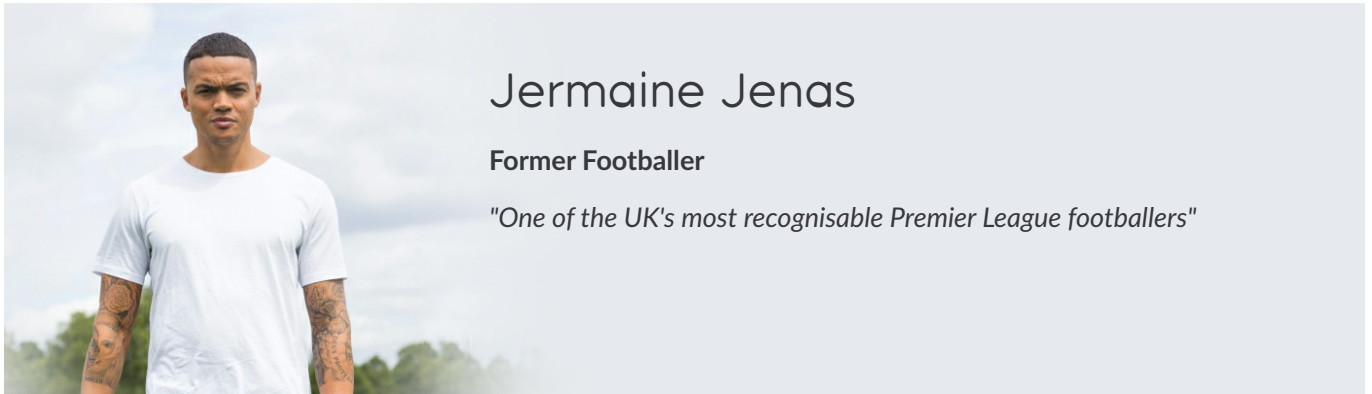 Jermaine Jenas
Former Footballer
"One of the UK's most recognisable Premier League footballers"